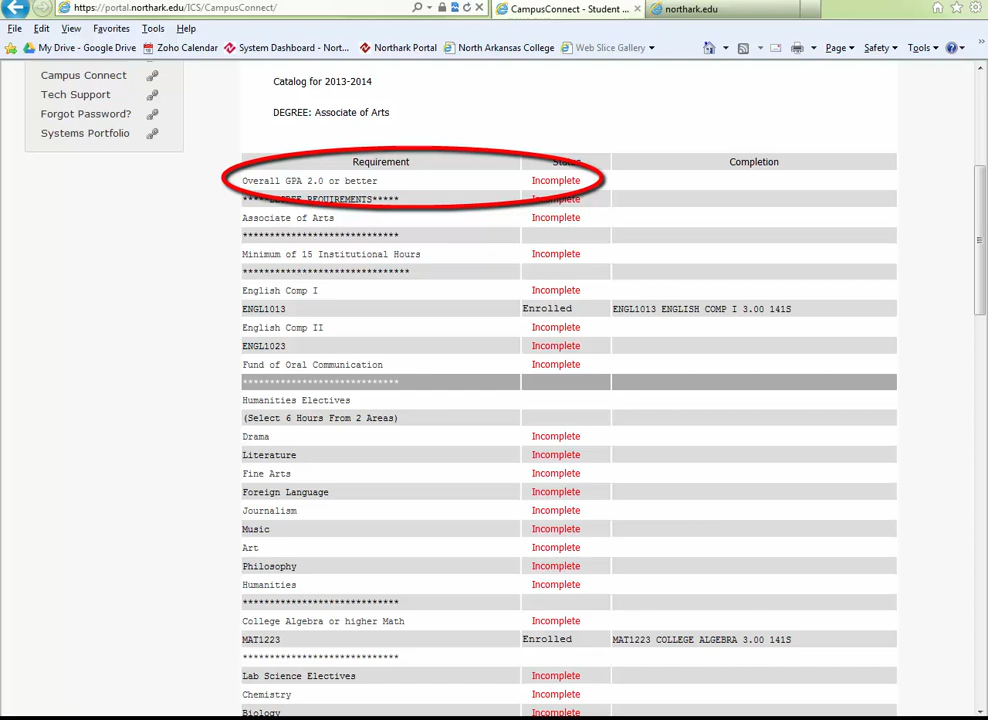 https://portal.northark.edu/ICS/CampusConnect/
CampusConnect - Student ...
northark.edu
File Edit View Favorites Tools Help
My Drive - Google Drive Zoho Calendar System Dashboard - Nort... Northark Portal North Arkansas College Web Slice Gallery Page Safety Tools
Campus Connect
Tech Support
Forgot Password?
Systems Portfolio
Catalog for 2013-2014
DEGREE: Associate of Arts
Requirement Status Completion
Overall GPA 2.0 or better Incomplete
*****DEGREE REQUIREMENTS***** Incomplete
Associate of Arts Incomplete
*****************************
Minimum of 15 Institutional Hours Incomplete
*******************************
English Comp I Incomplete
ENGL1013 Enrolled ENGL1013 ENGLISH COMP I 3.00 141S
English Comp II Incomplete
ENGL1023 Incomplete
Fund of Oral Communication Incomplete
*****************************
Humanities Electives
(Select 6 Hours From 2 Areas)
Drama Incomplete
Literature Incomplete
Fine Arts Incomplete
Foreign Language Incomplete
Journalism Incomplete
Music Incomplete
Art Incomplete
Philosophy Incomplete
Humanities Incomplete
*****************************
College Algebra or higher Math Incomplete
MAT1223 Enrolled MAT1223 COLLEGE ALGEBRA 3.00 141S
*****************************
Lab Science Electives Incomplete
Chemistry Incomplete
Biology Incomplete